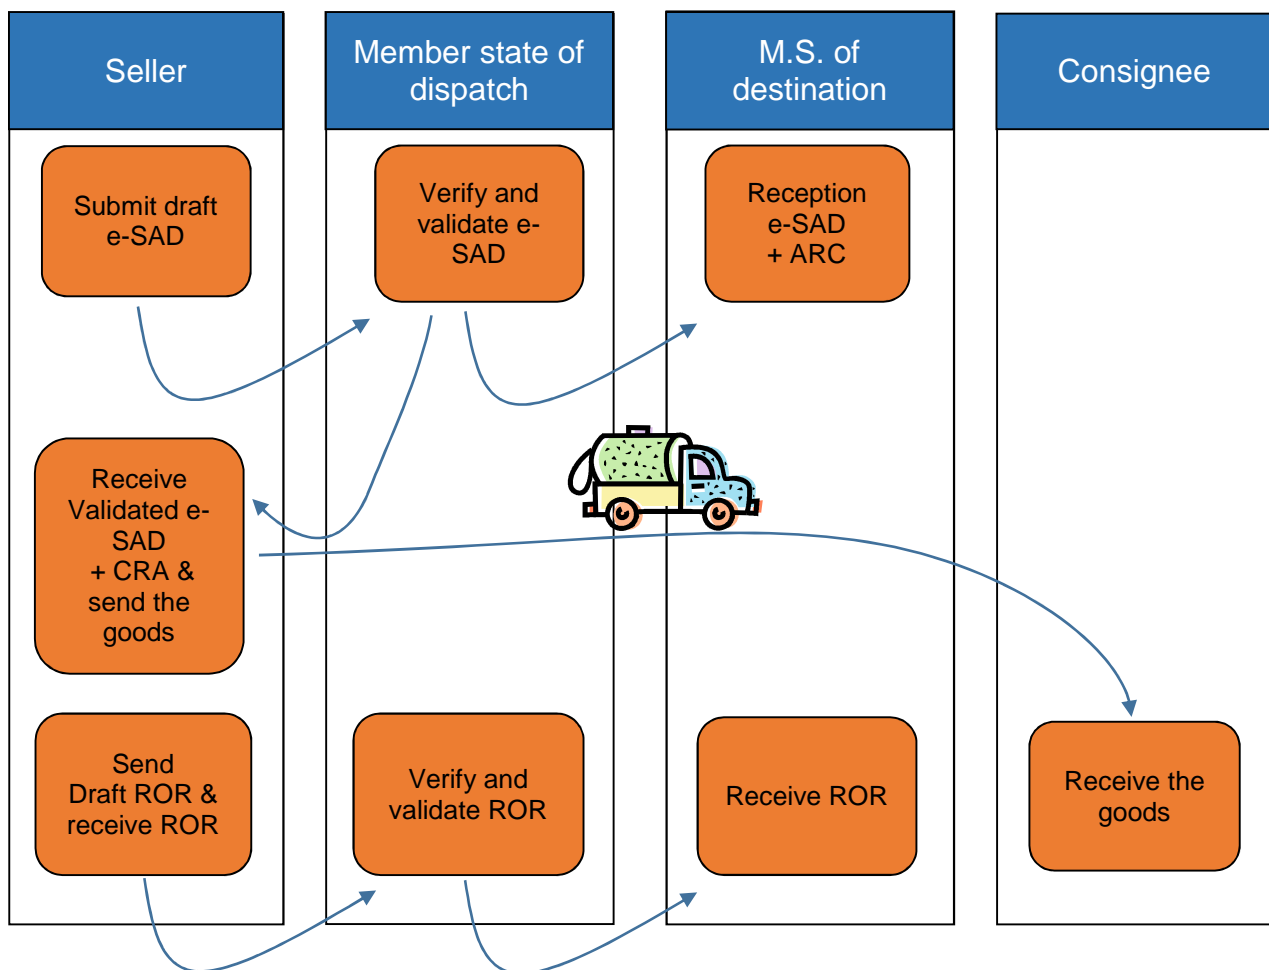 Seller
Member state of
dispatch
M.S. of
destination
Consignee
Submit draft
e-SAD
Verify and
validate e-
SAD
Reception
e-SAD
+ ARC
Receive
Validated e-
SAD
+ CRA &
send the
goods
Send
Draft ROR &
receive ROR
Verify and
validate ROR
Receive ROR
Receive the
goods